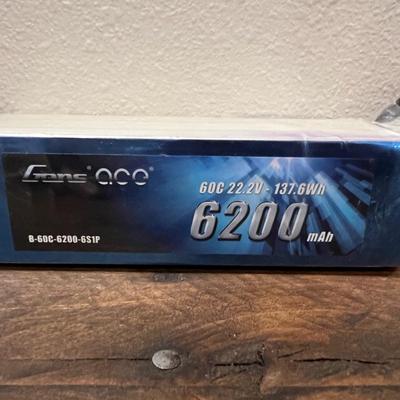 Gens ace
60C 22.2V - 137.6Wh
6200 mAh
B-60C-6200-6S1P